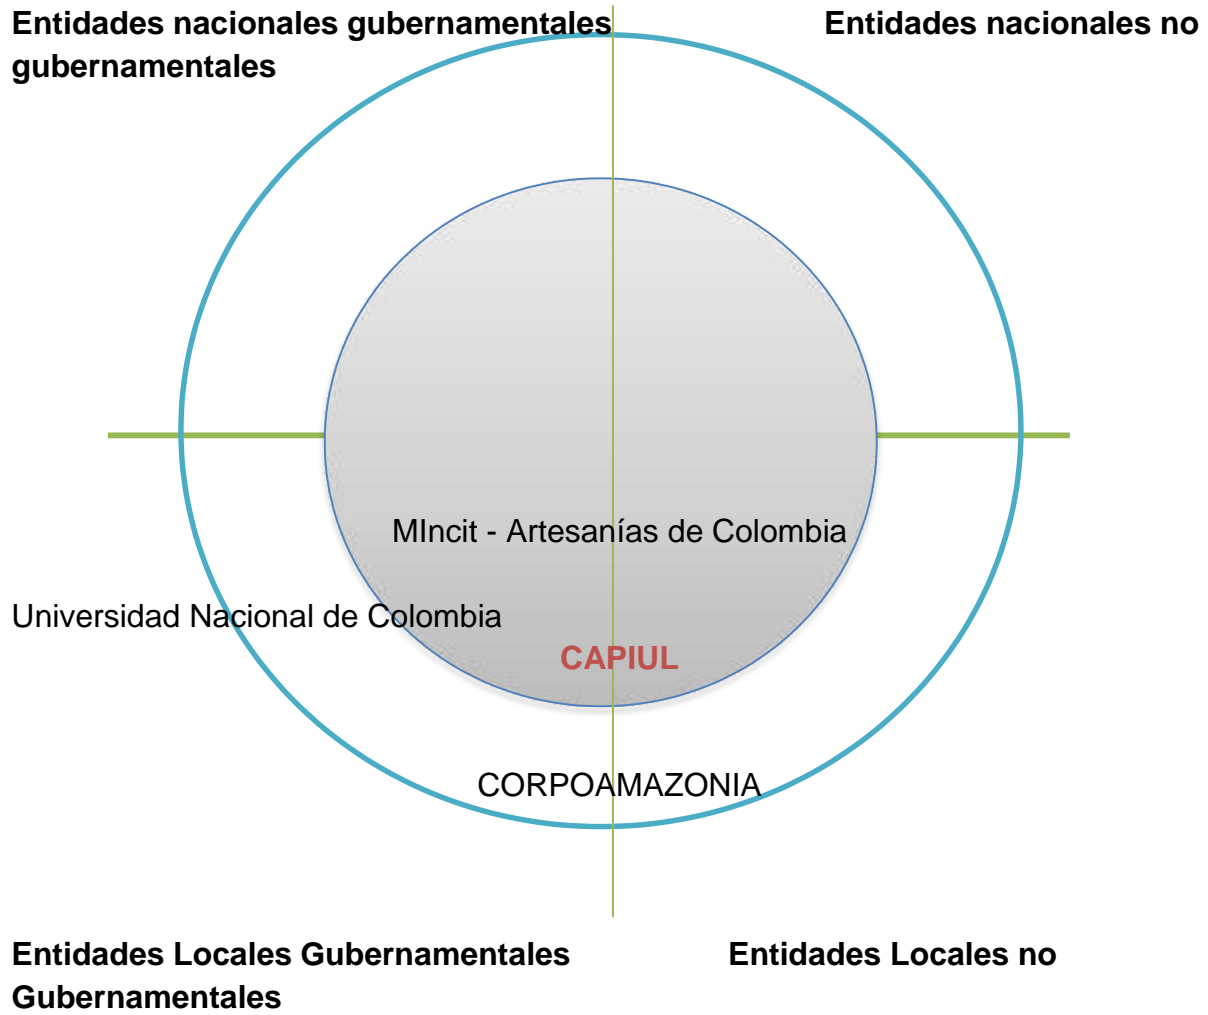 Entidades nacionales gubernamentales Entidades nacionales no
gubernamentales
MIncit - Artesanías de Colombia
Universidad Nacional de Colombia
CAPIUL
CORPOAMAZONIA
Entidades Locales Gubernamentales Entidades Locales no
Gubernamentales